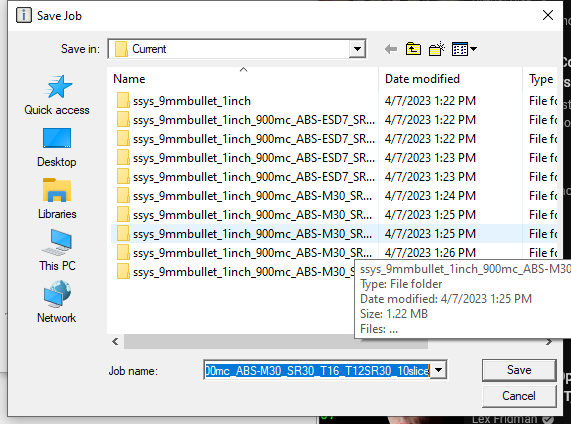 Save Job
Save in: Current
Name Date modified Type
ssys_9mmbullet_1inch 4/7/2023 1:22 PM File fo
ssys_9mmbullet_1inch_900mc_ABS-ESD7_SR... 4/7/2023 1:22 PM File fo
ssys_9mmbullet_1inch_900mc_ABS-ESD7_SR... 4/7/2023 1:22 PM File fo
ssys_9mmbullet_1inch_900mc_ABS-ESD7_SR... 4/7/2023 1:23 PM File fo
ssys_9mmbullet_1inch_900mc_ABS-ESD7_SR... 4/7/2023 1:23 PM File fo
ssys_9mmbullet_1inch_900mc_ABS-M30_SR... 4/7/2023 1:24 PM File fo
ssys_9mmbullet_1inch_900mc_ABS-M30_SR... 4/7/2023 1:25 PM File fo
ssys_9mmbullet_1inch_900mc_ABS-M30_SR... 4/7/2023 1:25 PM File fo
ssys_9mmbullet_1inch_900mc_ABS-M30_SR... 4/7/2023 1:26 PM File fo
ssys_9mmbullet_1inch_900mc_ABS-M30_S
Quick access
Desktop
Libraries
This PC
Network
ssys_9mmbullet_1inch_900mc_ABS-M30
Type: File folder
Date modified: 4/7/2023 1:25 PM
Size: 1.22 MB
Files: ...
Job name: 00mc_ABS-M30_SR30_T16_T12SR30_10slice
Save
Cancel
Lex Fridman